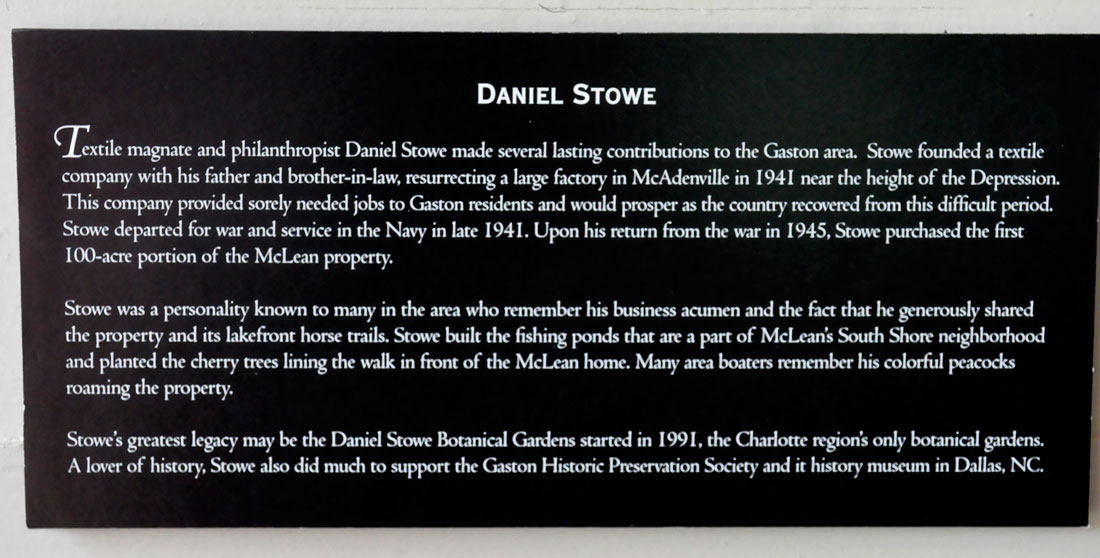 DANIEL STOWE
Textile magnate and philanthropist Daniel Stowe made several lasting contributions to the Gaston area. Stowe founded a textile
company with his father and brother-in-law, resurrecting a large factory in McAdenville in 1941 near the height of the Depression.
This company provided sorely needed jobs to Gaston residents and would prosper as the country recovered from this difficult period.
Stowe departed for war and service in the Navy in late 1941. Upon his return from the war in 1945, Stowe purchased the first
100-acre portion of the McLean property.
Stowe was a personality known to many in the area who remember his business acumen and the fact that he generously shared
the property and its lakefront horse trails. Stowe built the fishing ponds that are a part of McLean's South Shore neighborhood
and planted the cherry trees lining the walk in front of the McLean home. Many area boaters remember his colorful peacocks
roaming the property.
Stowe's greatest legacy may be the Daniel Stowe Botanical Gardens started in 1991, the Charlotte region's only botanical gardens.
A lover of history, Stowe also did much to support the Gaston Historic Preservation Society and it history museum in Dallas, NC.